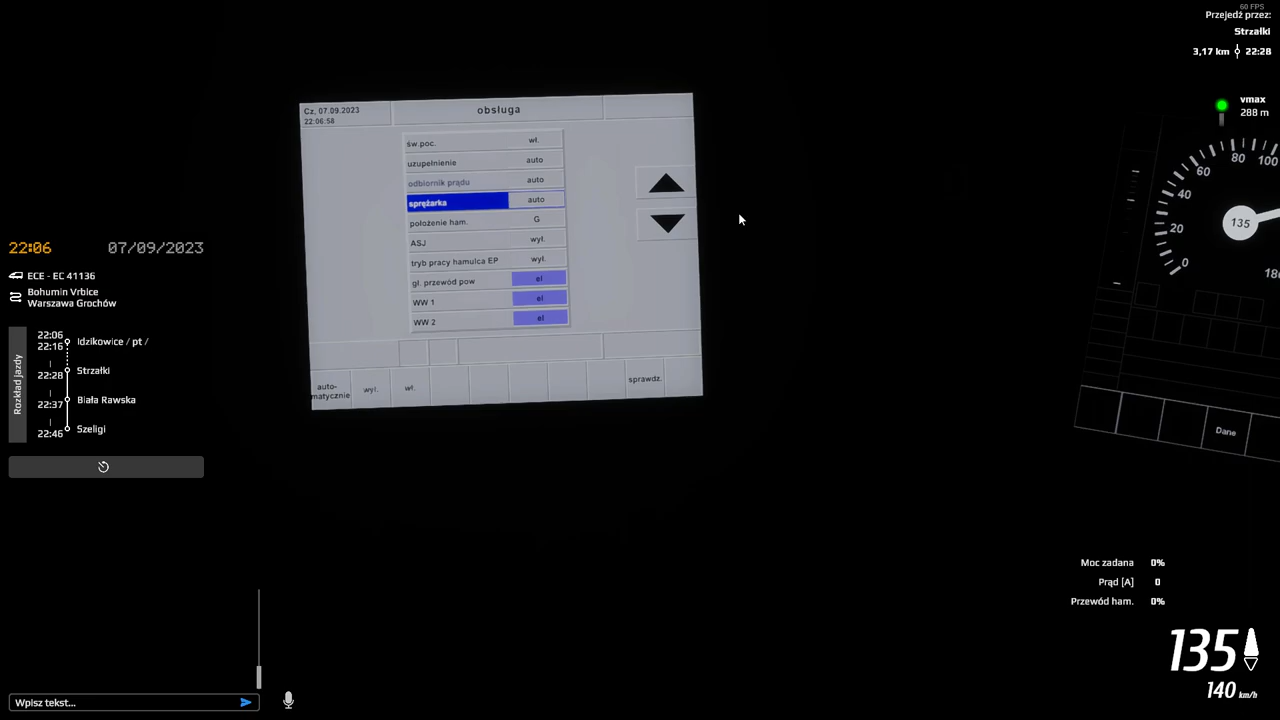 60 FPS
Przejedź przez:
Strzałki
3,17 km 22:28
vmax
288 m
Cz, 07.09.2023
22:06:58
obsługa
św.poc. wł.
uzupełnienie auto
odbiornik prądu auto
sprężarka auto
położenie ham. G
ASJ wył.
tryb pracy hamulca EP wył.
gł. przewód pow el
WW 1 el
WW 2 el
auto-
matycznie
wył.
wł.
sprawdz.
22:06 07/09/2023
ECE - EC 41136
Bohumin Vrbice
Warszawa Grochów
Rozkład jazdy
22:06
22:16 Idzikowice / pt /
22:28 Strzałki
22:37 Biała Rawska
22:46 Szeligi
0
20
40
60
80
100
180
135
Dane
Moc zadana 0%
Prąd [A] 0
Przewód ham. 0%
135
140 km/h
Wpisz tekst...